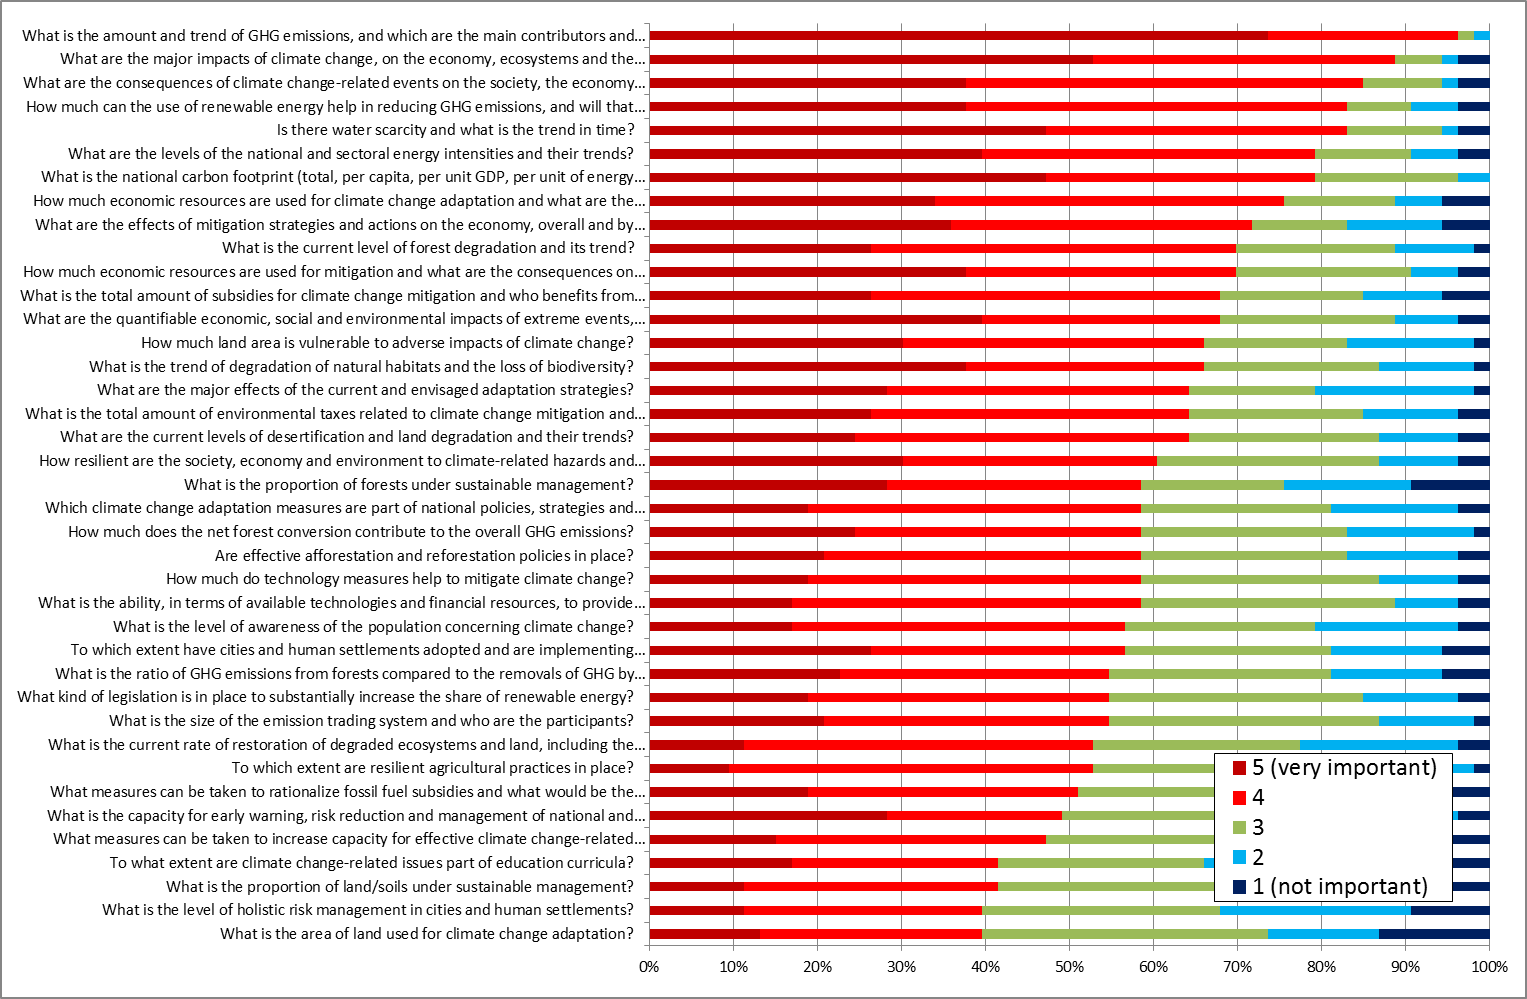 What is the amount and trend of GHG emissions, and which are the main contributors and...
What are the major impacts of climate change, on the economy, ecosystems and the...
What are the consequences of climate change-related events on the society, the economy...
How much can the use of renewable energy help in reducing GHG emissions, and will that...
Is there water scarcity and what is the trend in time?
What are the levels of the national and sectoral energy intensities and their trends?
What is the national carbon footprint (total, per capita, per unit GDP, per unit of energy...
How much economic resources are used for climate change adaptation and what are the...
What are the effects of mitigation strategies and actions on the economy, overall and by...
What is the current level of forest degradation and its trend?
How much economic resources are used for mitigation and what are the consequences on...
What is the total amount of subsidies for climate change mitigation and who benefits from...
What are the quantifiable economic, social and environmental impacts of extreme events,...
How much land area is vulnerable to adverse impacts of climate change?
What is the trend of degradation of natural habitats and the loss of biodiversity?
What are the major effects of the current and envisaged adaptation strategies?
What is the total amount of environmental taxes related to climate change mitigation and...
What are the current levels of desertification and land degradation and their trends?
How resilient are the society, economy and environment to climate-related hazards and...
What is the proportion of forests under sustainable management?
Which climate change adaptation measures are part of national policies, strategies and...
How much does the net forest conversion contribute to the overall GHG emissions?
Are effective afforestation and reforestation policies in place?
How much do technology measures help to mitigate climate change?
What is the ability, in terms of available technologies and financial resources, to provide...
What is the level of awareness of the population concerning climate change?
To which extent have cities and human settlements adopted and are implementing...
What is the ratio of GHG emissions from forests compared to the removals of GHG by...
What kind of legislation is in place to substantially increase the share of renewable energy?
What is the size of the emission trading system and who are the participants?
What is the current rate of restoration of degraded ecosystems and land, including the...
To which extent are resilient agricultural practices in place?
What measures can be taken to rationalize fossil fuel subsidies and what would be the...
What is the capacity for early warning, risk reduction and management of national and...
What measures can be taken to increase capacity for effective climate change-related...
To what extent are climate change-related issues part of education curricula?
What is the proportion of land/soils under sustainable management?
What is the level of holistic risk management in cities and human settlements?
What is the area of land used for climate change adaptation?
5 (very important)
4
3
2
1 (not important)
0% 10% 20% 30% 40% 50% 60% 70% 80% 90% 100%